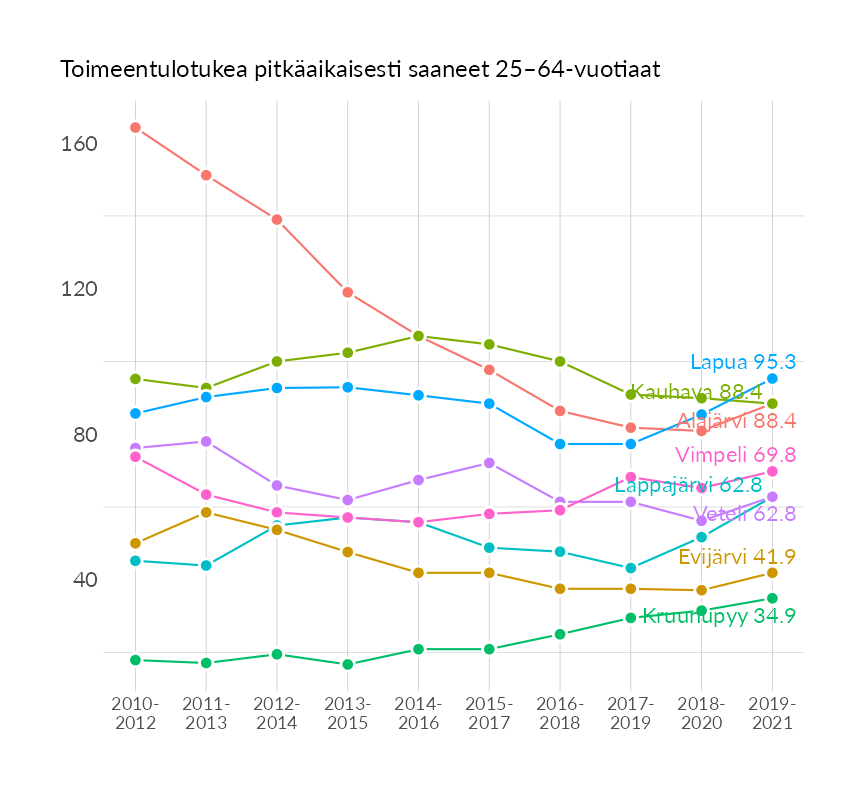 Toimeentulotukea pitkäaikaisesti saaneet 25–64-vuotiaat
160
120
80
40
Lapua 95.3
Kauhava 88.4
Alajärvi 88.4
Vimpeli 69.8
Lappajärvi 62.8
Veteli 62.8
Evijärvi 41.9
Kruunupyy 34.9
2010-
2012
2011-
2013
2012-
2014
2013-
2015
2014-
2016
2015-
2017
2016-
2018
2017-
2019
2018-
2020
2019-
2021